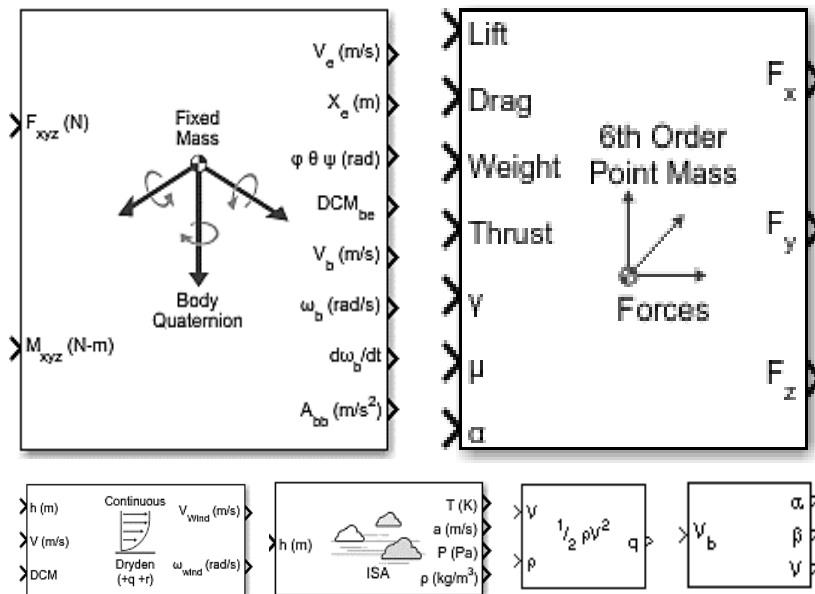 F_xyz (N)
M_xyz (N-m)
Fixed
Mass
Body
Quaternion
V_e (m/s)
X_e (m)
φ θ ψ (rad)
DCM_be
V_b (m/s)
ω_b (rad/s)
dω_b/dt
A_bb (m/s²)
Lift
Drag
Weight
Thrust
γ
μ
α
6th Order
Point Mass
Forces
F_x
F_y
F_z
h (m)
V (m/s)
DCM
Continuous
Dryden
(+q +r)
V_Wind (m/s)
ω_wind (rad/s)
h (m)
ISA
T (K)
a (m/s)
P (Pa)
ρ (kg/m³)
V
ρ
½ ρV²
q
V_b
α
β
V